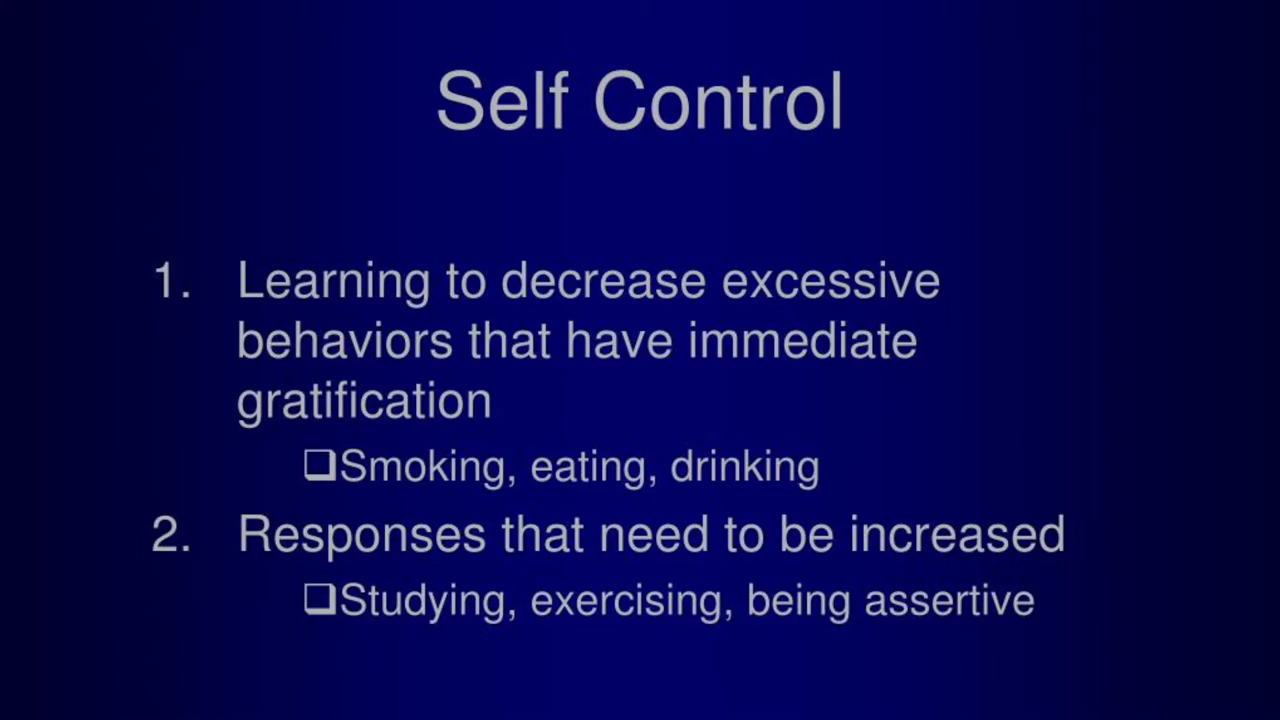 Self Control
1. Learning to decrease excessive
behaviors that have immediate
gratification
❑Smoking, eating, drinking
2. Responses that need to be increased
❑Studying, exercising, being assertive